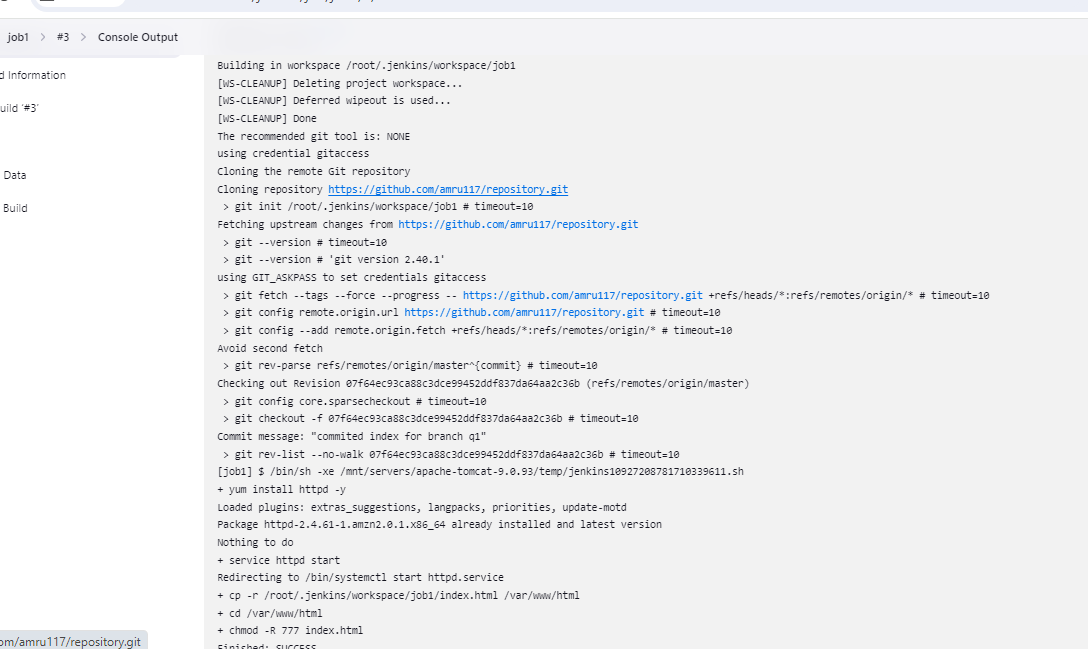 job1 > #3 > Console Output
d Information
uild '#3'
Data
Build
Building in workspace /root/.jenkins/workspace/job1
[WS-CLEANUP] Deleting project workspace...
[WS-CLEANUP] Deferred wipeout is used...
[WS-CLEANUP] Done
The recommended git tool is: NONE
using credential gitaccess
Cloning the remote Git repository
Cloning repository https://github.com/amru117/repository.git
> git init /root/.jenkins/workspace/job1 # timeout=10
Fetching upstream changes from https://github.com/amru117/repository.git
> git --version # timeout=10
> git --version # 'git version 2.40.1'
using GIT_ASKPASS to set credentials gitaccess
> git fetch --tags --force --progress -- https://github.com/amru117/repository.git +refs/heads/*:refs/remotes/origin/* # timeout=10
> git config remote.origin.url https://github.com/amru117/repository.git # timeout=10
> git config --add remote.origin.fetch +refs/heads/*:refs/remotes/origin/* # timeout=10
Avoid second fetch
> git rev-parse refs/remotes/origin/master^{commit} # timeout=10
Checking out Revision 07f64ec93ca88c3dce99452ddf837da64aa2c36b (refs/remotes/origin/master)
> git config core.sparsecheckout # timeout=10
> git checkout -f 07f64ec93ca88c3dce99452ddf837da64aa2c36b # timeout=10
Commit message: "commited index for branch q1"
> git rev-list --no-walk 07f64ec93ca88c3dce99452ddf837da64aa2c36b # timeout=10
[job1] $ /bin/sh -xe /mnt/servers/apache-tomcat-9.0.93/temp/jenkins10927208781710339611.sh
+ yum install httpd -y
Loaded plugins: extras_suggestions, langpacks, priorities, update-motd
Package httpd-2.4.61-1.amzn2.0.1.x86_64 already installed and latest version
Nothing to do
+ service httpd start
Redirecting to /bin/systemctl start httpd.service
+ cp -r /root/.jenkins/workspace/job1/index.html /var/www/html
+ cd /var/www/html
+ chmod -R 777 index.html
Finished: SUCCESS
om/amru117/repository.git